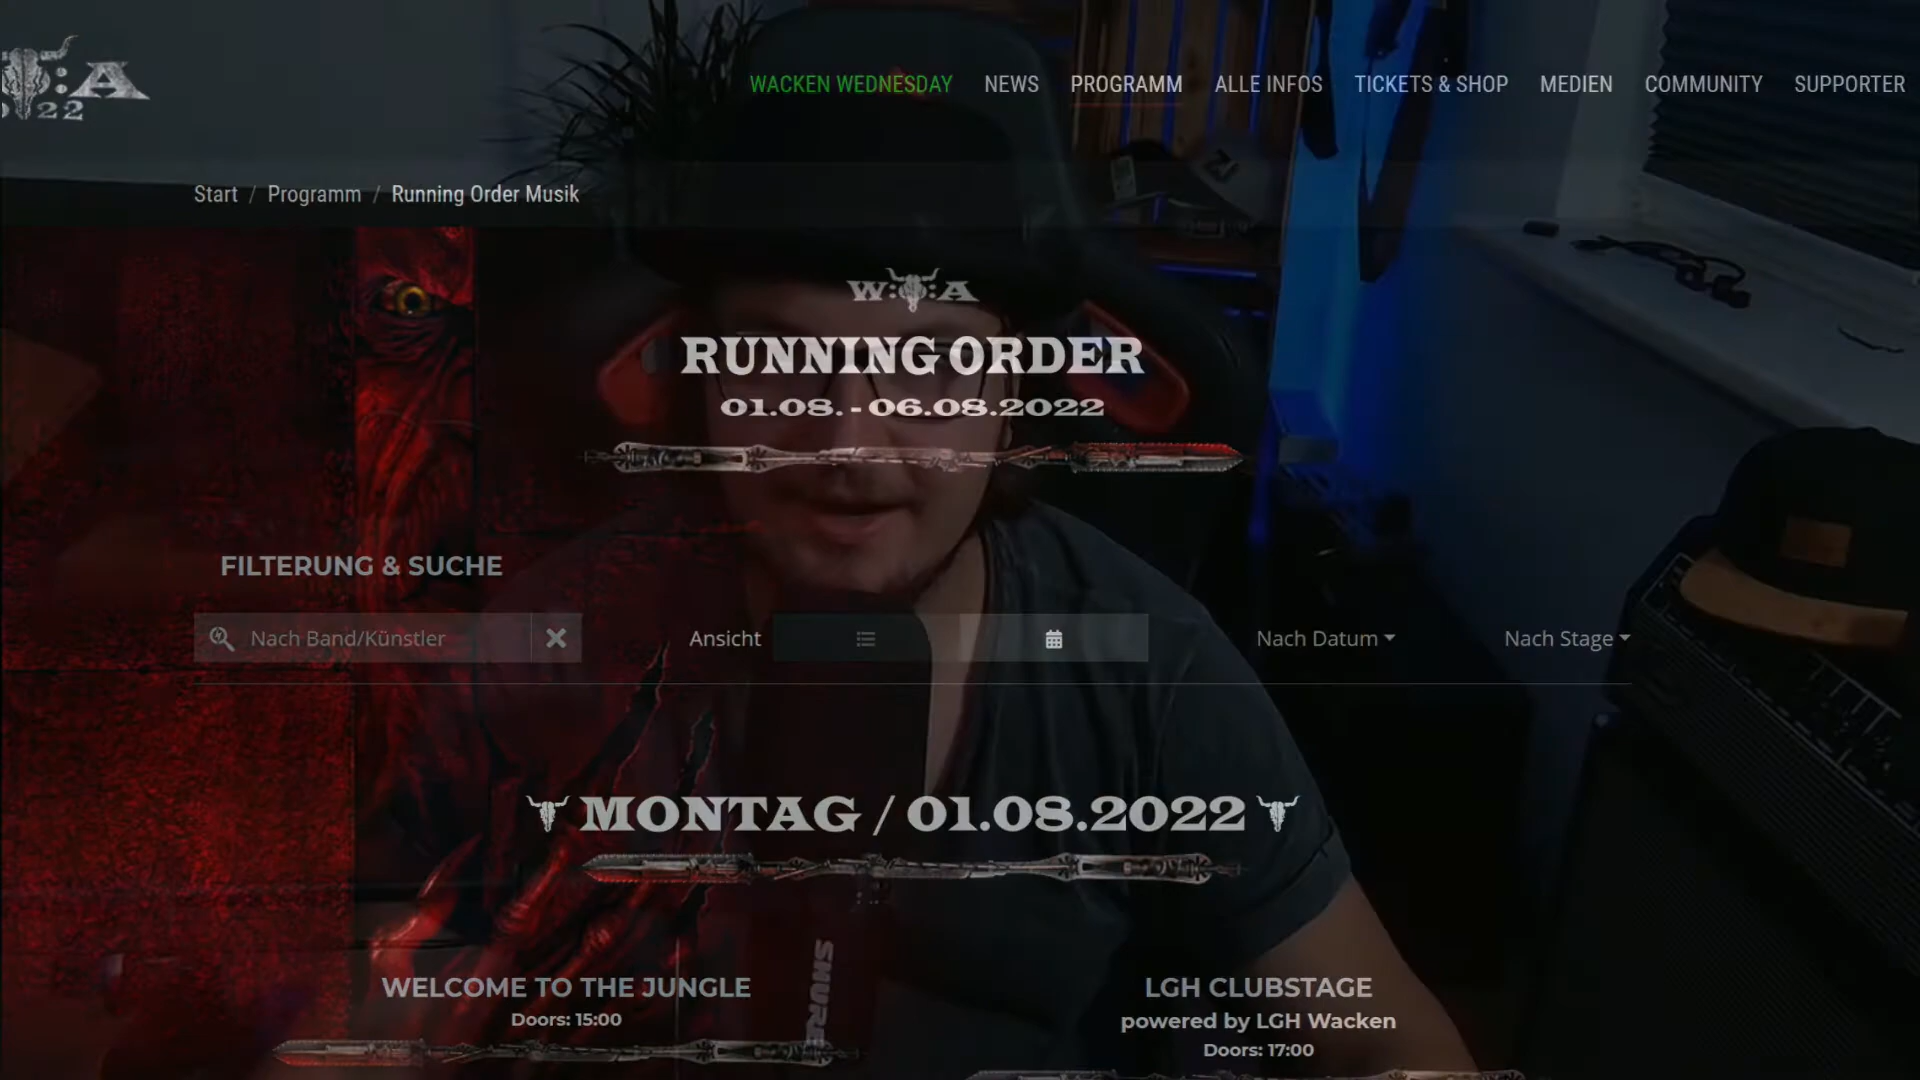 W:O:A
2022
WACKEN WEDNESDAY NEWS PROGRAMM ALLE INFOS TICKETS & SHOP MEDIEN COMMUNITY SUPPORTER
Start / Programm / Running Order Musik
W:O:A
RUNNING ORDER
01.08. - 06.08.2022
FILTERUNG & SUCHE
Nach Band/Künstler
Ansicht
Nach Datum
Nach Stage
MONTAG / 01.08.2022
WELCOME TO THE JUNGLE
Doors: 15:00
LGH CLUBSTAGE
powered by LGH Wacken
Doors: 17:00
SHURE